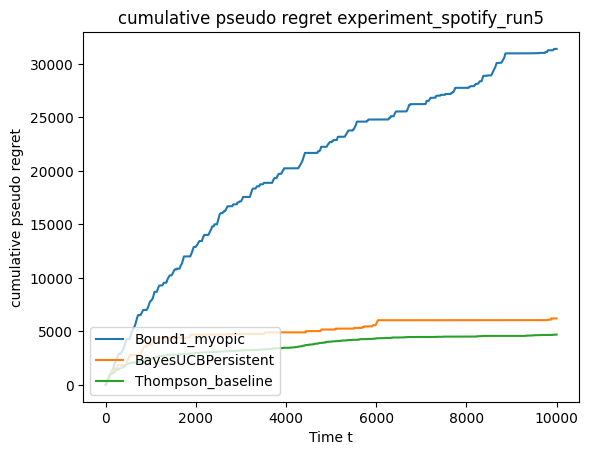 cumulative pseudo regret experiment_spotify_run5
cumulative pseudo regret
30000
25000
20000
15000
10000
5000
0
Bound1_myopic
BayesUCBPersistent
Thompson_baseline
0 2000 4000 6000 8000 10000
Time t